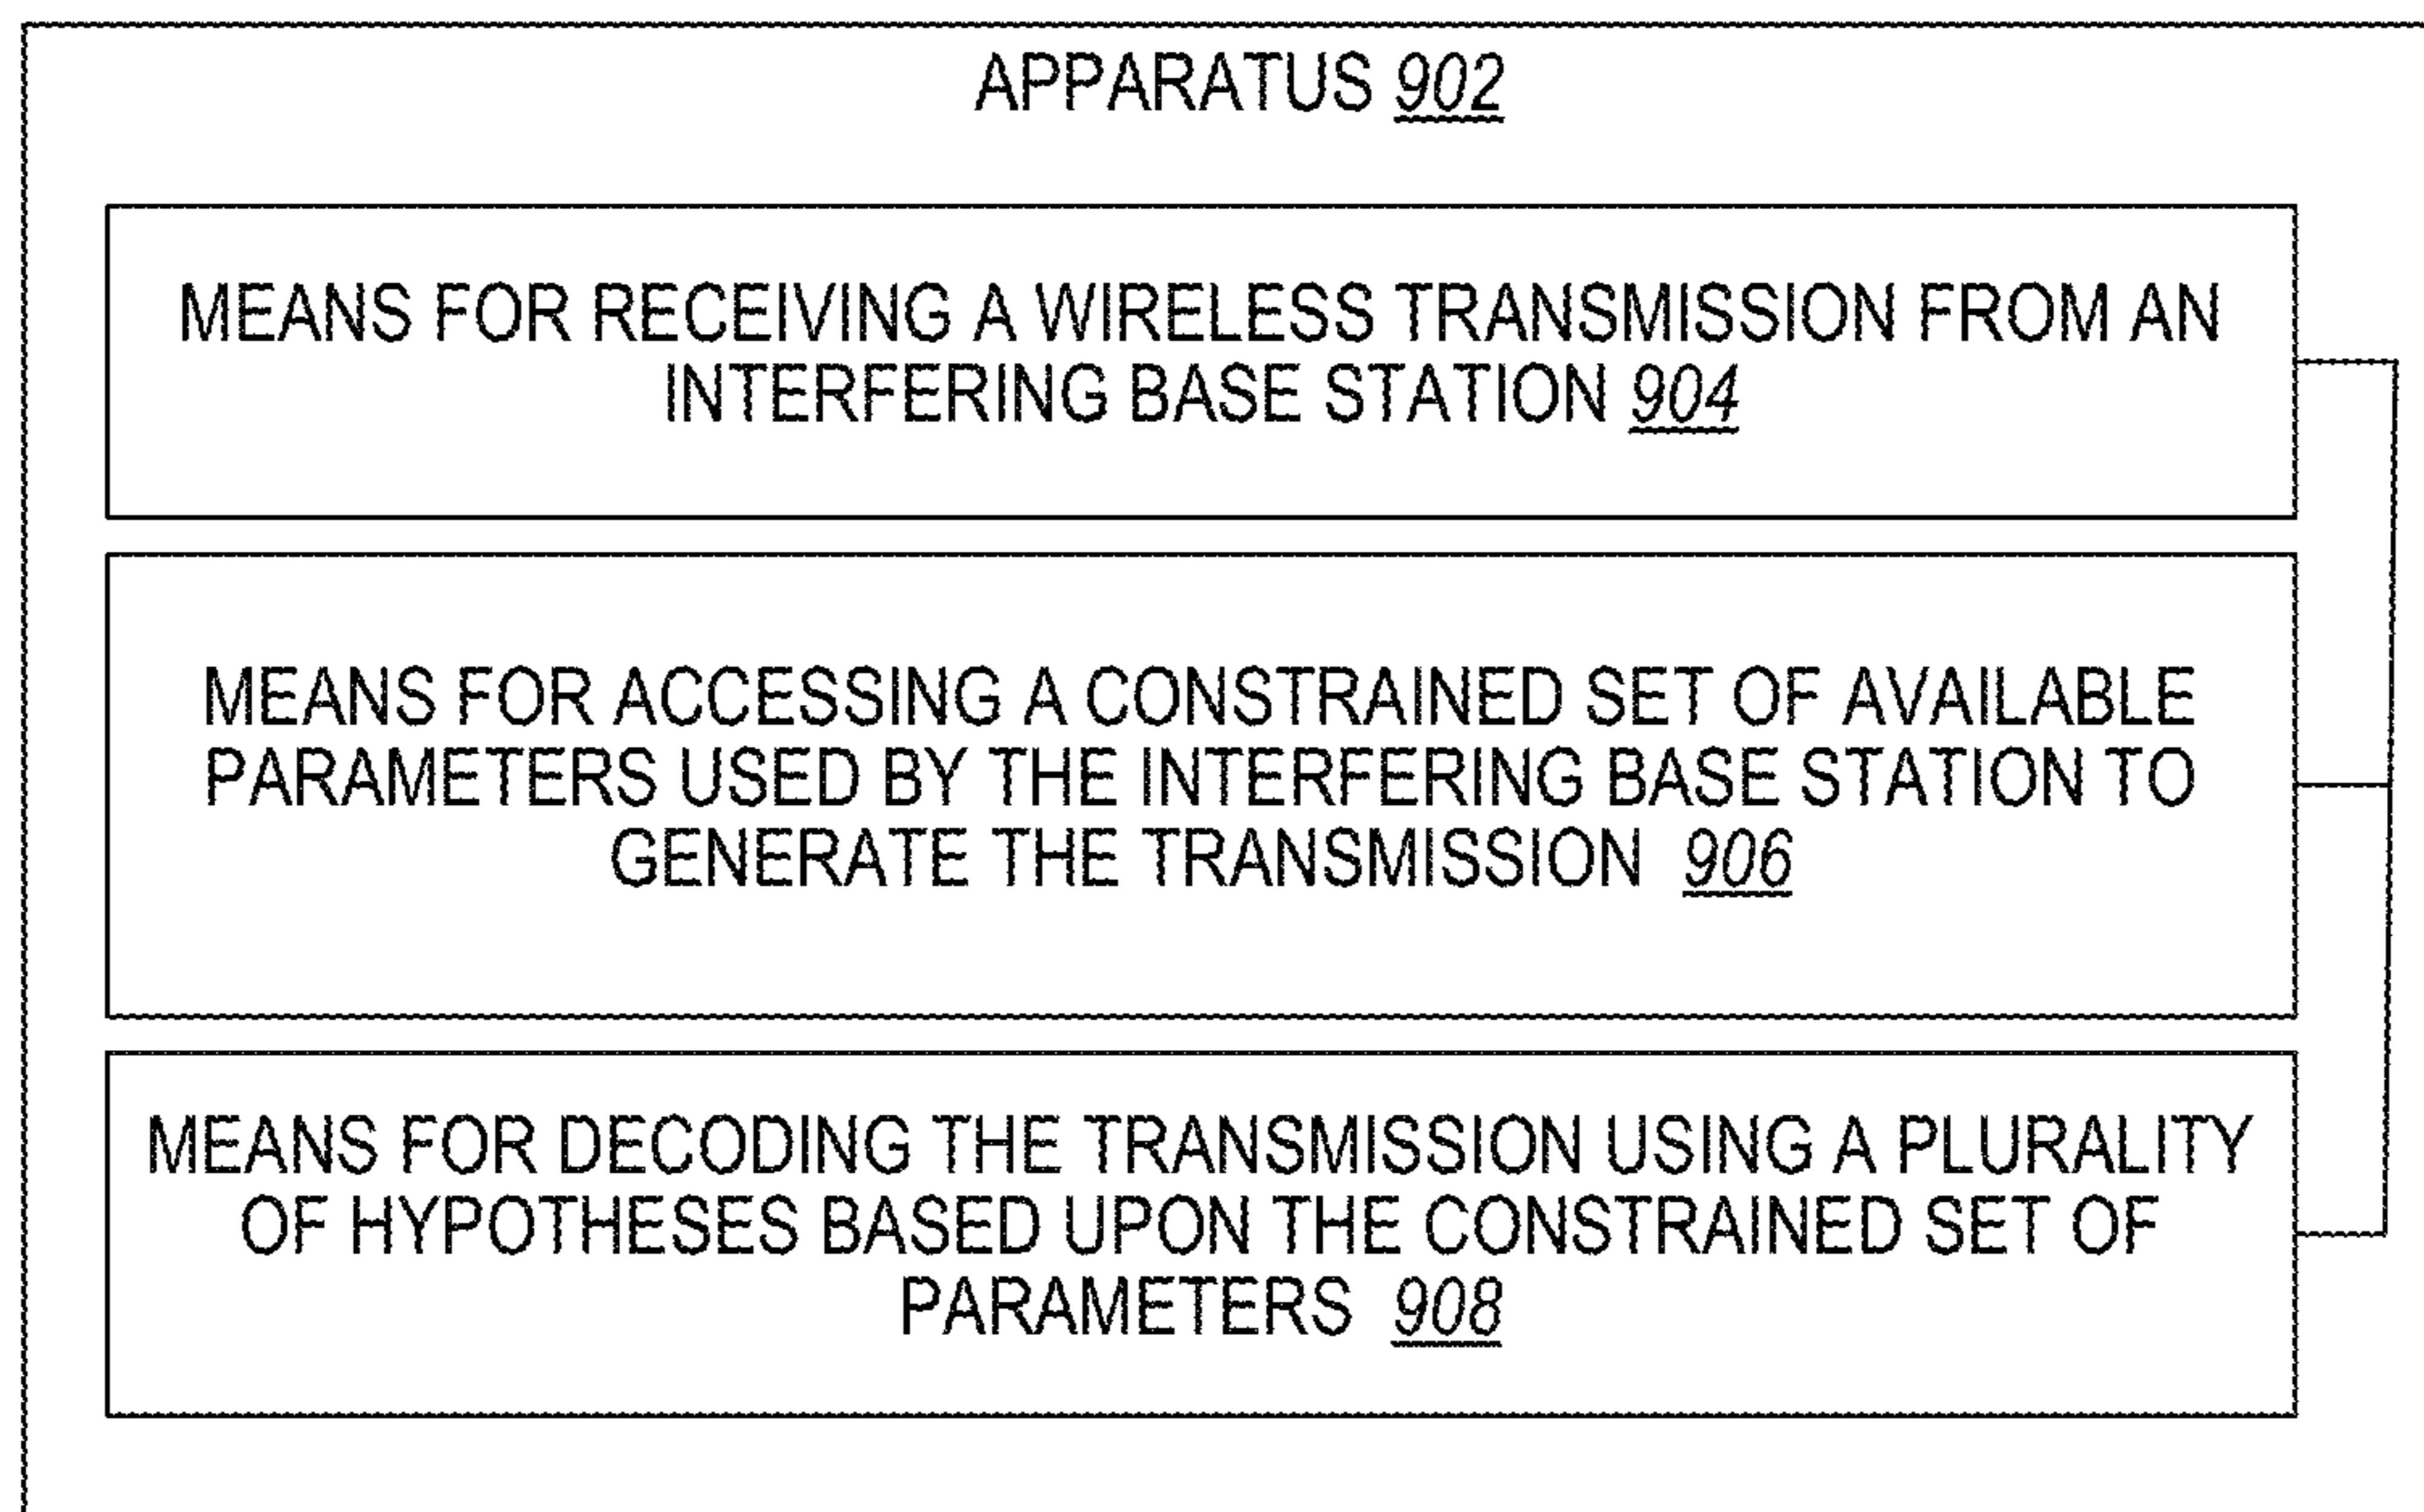 APPARATUS 902
MEANS FOR RECEIVING A WIRELESS TRANSMISSION FROM AN
INTERFERING BASE STATION 904
MEANS FOR ACCESSING A CONSTRAINED SET OF AVAILABLE
PARAMETERS USED BY THE INTERFERING BASE STATION TO
GENERATE THE TRANSMISSION 906
MEANS FOR DECODING THE TRANSMISSION USING A PLURALITY
OF HYPOTHESES BASED UPON THE CONSTRAINED SET OF
PARAMETERS 908